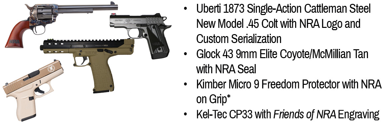 • Uberti 1873 Single-Action Cattleman Steel
New Model .45 Colt with NRA Logo and
Custom Serialization
• Glock 43 9mm Elite Coyote/McMillian Tan
with NRA Seal
• Kimber Micro 9 Freedom Protector with NRA
on Grip*
• Kel-Tec CP33 with Friends of NRA Engraving